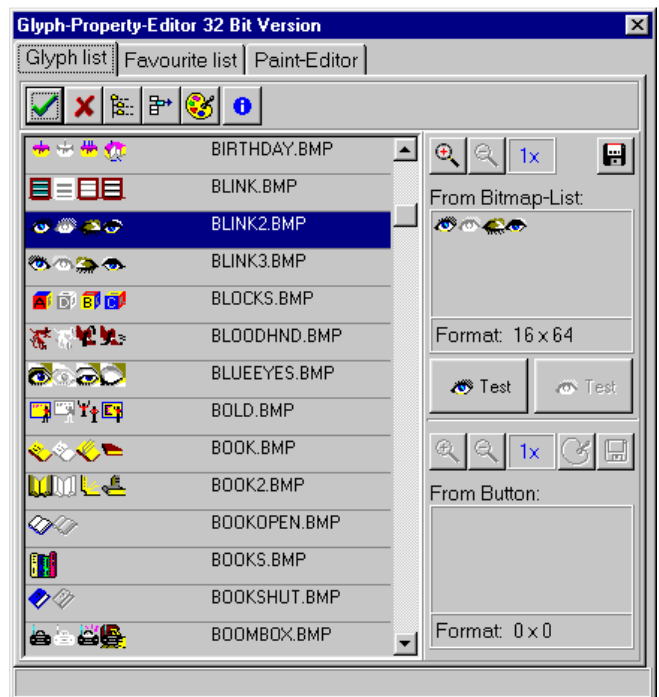 Glyph-Property-Editor 32 Bit Version
Glyph list Favourite list Paint-Editor
BIRTHDAY.BMP
BLINK.BMP
BLINK2.BMP
BLINK3.BMP
BLOCKS.BMP
BLOODHND.BMP
BLUEEYES.BMP
BOLD.BMP
BOOK.BMP
BOOK2.BMP
BOOKOPEN.BMP
BOOKS.BMP
BOOKSHUT.BMP
BOOMBOX.BMP
1x
From Bitmap-List:
Format: 16 x 64
Test Test
1x
From Button:
Format: 0 x 0